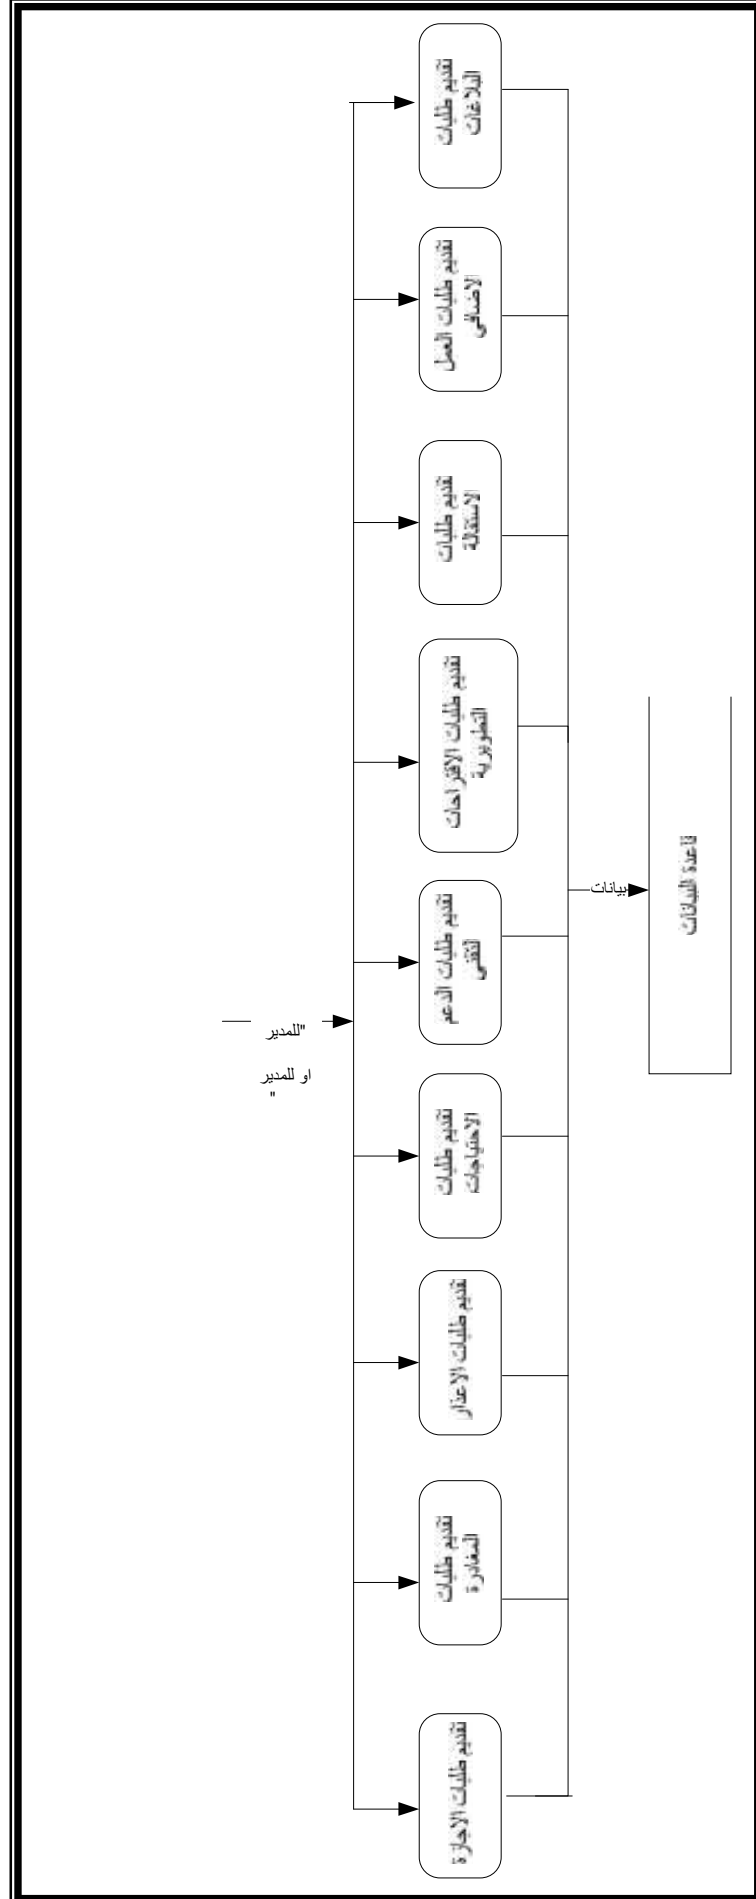 تقديم طلبات
البلاغات
تقديم طلبات العمل
الاضافي
تقديم طلبات
الاستقالة
تقديم طلبات الاقتراحات
التطويرية
تقديم طلبات الدعم
لتقني
تقديم طلبات
الاحتياجات
تقديم طلبات الاعذار
تقديم طلبات
المغادرة
تقديم طلبات الاجازة
"للمدير
او للمدير
"
بيانات
قاعدة البيانات